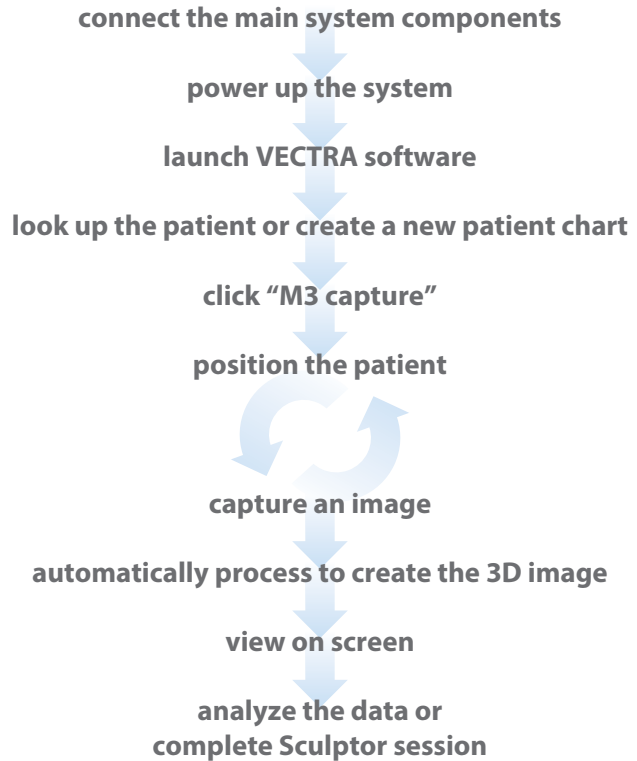 connect the main system components
power up the system
launch VECTRA software
look up the patient or create a new patient chart
click “M3 capture”
position the patient
capture an image
automatically process to create the 3D image
view on screen
analyze the data or
complete Sculptor session